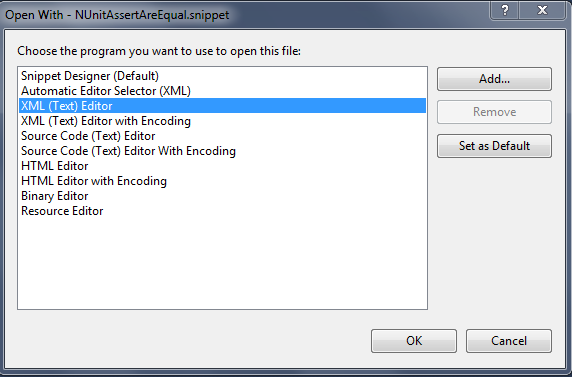 Open With - NUnitAssertAreEqual.snippet
?
Choose the program you want to use to open this file:
Snippet Designer (Default)
Automatic Editor Selector (XML)
XML (Text) Editor
XML (Text) Editor with Encoding
Source Code (Text) Editor
Source Code (Text) Editor With Encoding
HTML Editor
HTML Editor with Encoding
Binary Editor
Resource Editor
Add...
Remove
Set as Default
OK
Cancel